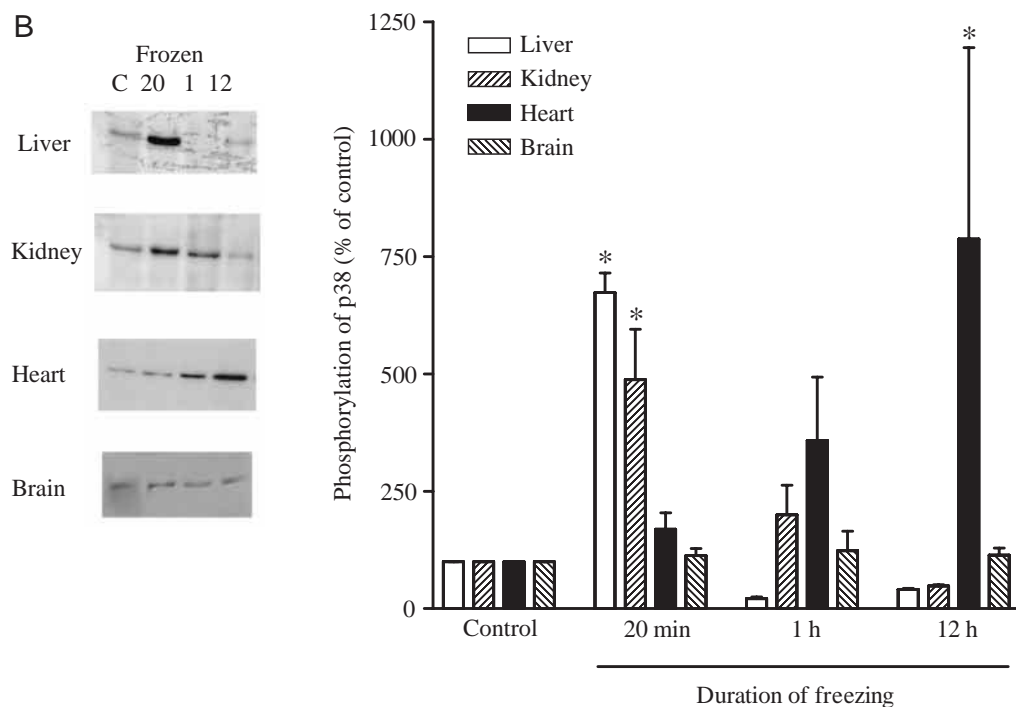 B
Frozen
C 20 1 12
Liver
Kidney
Heart
Brain
Phosphorylation of p38 (% of control)
1250
1000
750
500
250
0
Liver
Kidney
Heart
Brain
*
*
*
Control
20 min
1 h
12 h
Duration of freezing